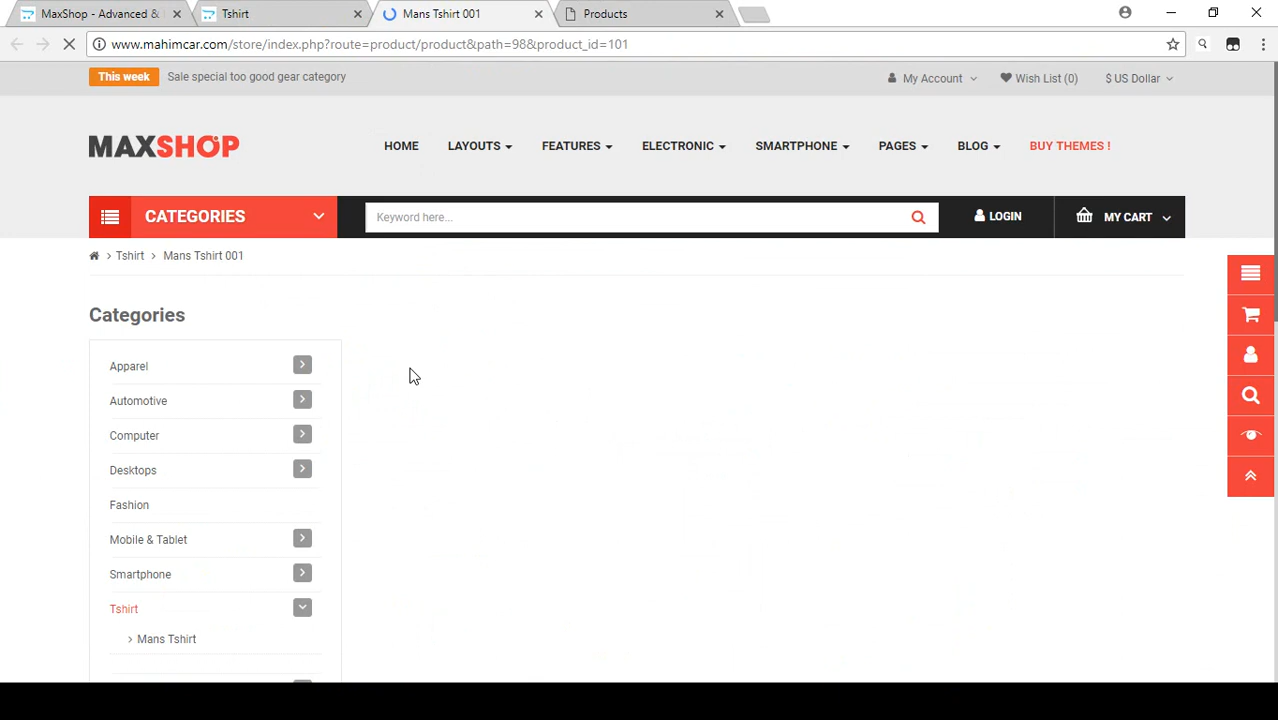 MaxShop - Advanced &
Tshirt
Mans Tshirt 001
Products
www.mahimcar.com/store/index.php?route=product/product&path=98&product_id=101
This week
Sale special too good gear category
My Account
Wish List (0)
$ US Dollar
MAXSHOP
HOME
LAYOUTS
FEATURES
ELECTRONIC
SMARTPHONE
PAGES
BLOG
BUY THEMES !
CATEGORIES
Keyword here...
LOGIN
MY CART
Tshirt
Mans Tshirt 001
Categories
Apparel
Automotive
Computer
Desktops
Fashion
Mobile & Tablet
Smartphone
Tshirt
Mans Tshirt